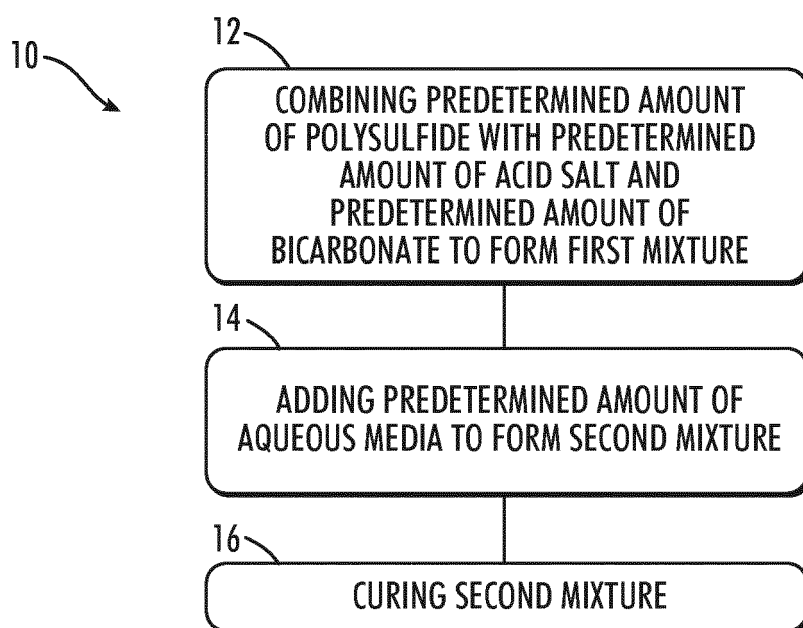 10
12
COMBINING PREDETERMINED AMOUNT
OF POLYSULFIDE WITH PREDETERMINED
AMOUNT OF ACID SALT AND
PREDETERMINED AMOUNT OF
BICARBONATE TO FORM FIRST MIXTURE
14
ADDING PREDETERMINED AMOUNT OF
AQUEOUS MEDIA TO FORM SECOND MIXTURE
16
CURING SECOND MIXTURE